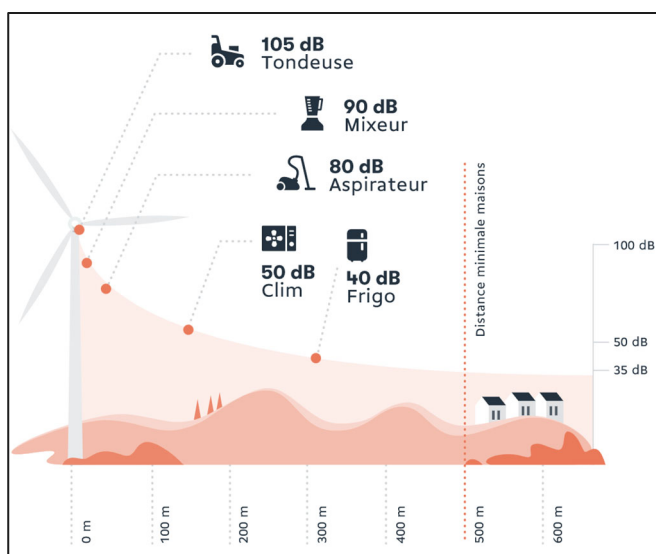 105 dB
Tondeuse
90 dB
Mixeur
80 dB
Aspirateur
50 dB
Clim
40 dB
Frigo
Distance minimale maisons
100 dB
50 dB
35 dB
0 m
100 m
200 m
300 m
400 m
500 m
600 m